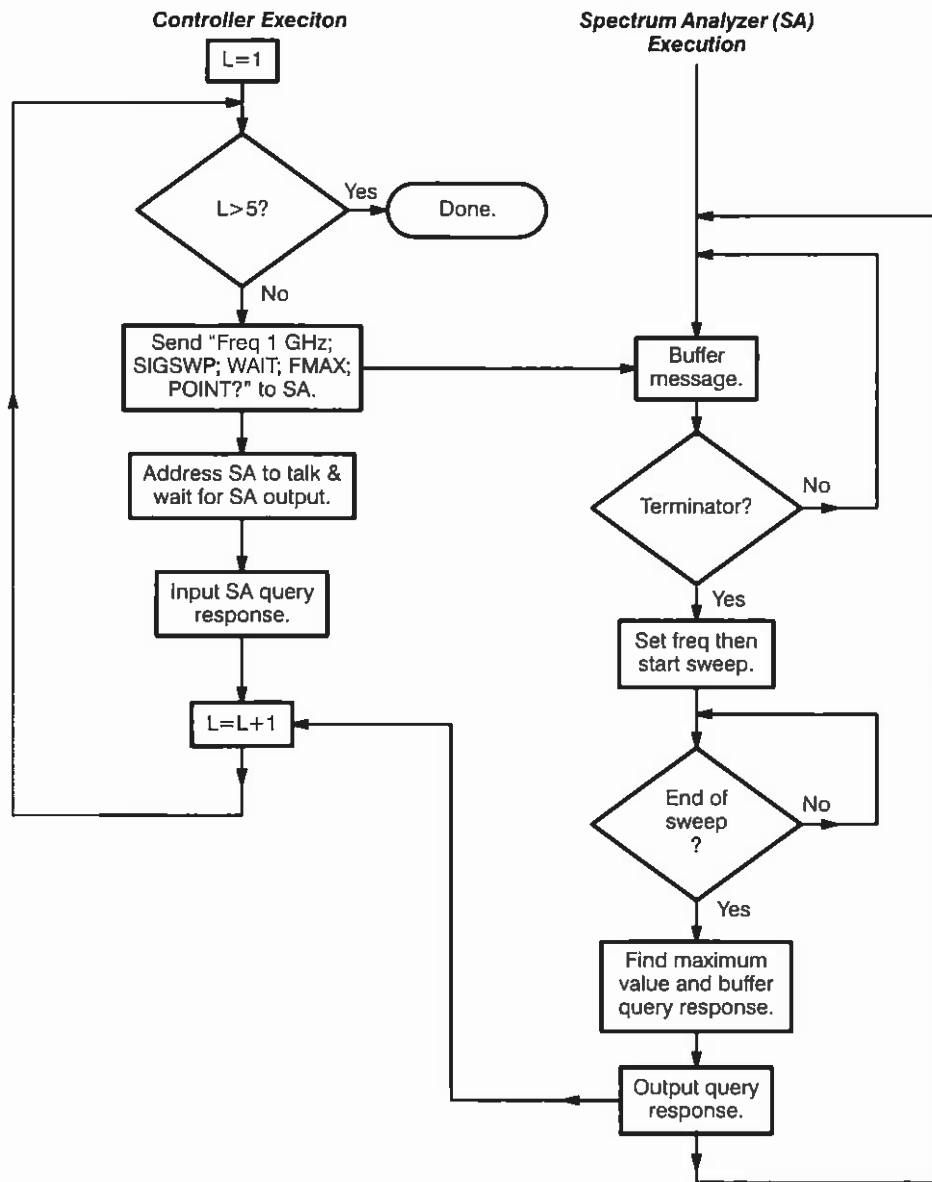 Controller Execiton
L=1
L>5?
Yes
Done.
No
Send "Freq 1 GHz;
SIGSWP; WAIT; FMAX;
POINT?" to SA.
Address SA to talk &
wait for SA output.
Input SA query
response.
L=L+1
Spectrum Analyzer (SA)
Execution
Buffer
message.
Terminator?
No
Yes
Set freq then
start sweep.
End of
sweep
?
No
Yes
Find maximum
value and buffer
query response.
Output query
response.